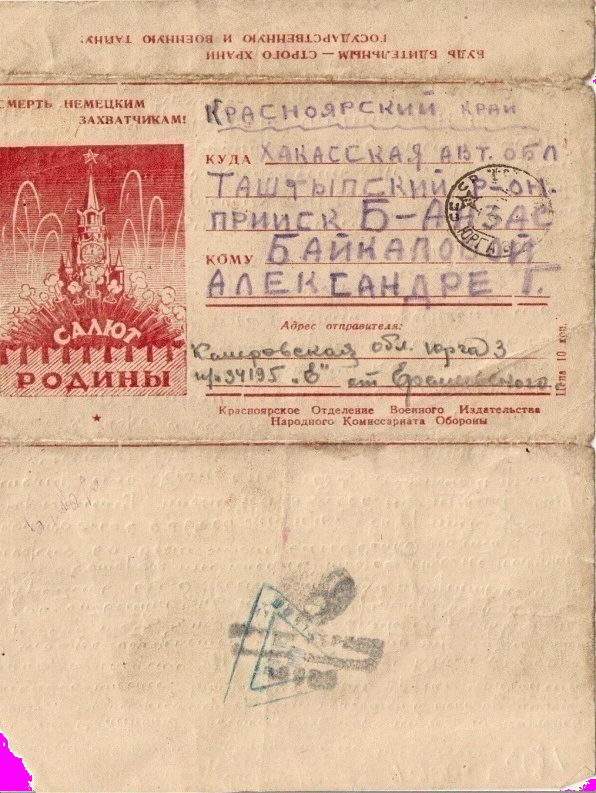 БУДЬ БДИТЕЛЬНЫМ — СТРОГО ХРАНИ
ГОСУДАРСТВЕННУЮ И ВОЕННУЮ ТАЙНУ!
СМЕРТЬ НЕМЕЦКИМ
ЗАХВАТЧИКАМ!
САЛЮТ
РОДИНЫ
КРАСНОЯРСКИЙ КРАЙ
КУДА ХАКАССКАЯ АВТ. ОБЛ
ТАШТЫПСКИЙ Р-ОН.
ПРИИСК Б-АНЗАС
КОМУ БАЙКАЛОВОЙ
АЛЕКСАНДРЕ Г.
ЮРГА
Адрес отправителя:
Кемеровская обл. Юрга 3
п/я 34195 „Е" от
Цена 10 коп.
Красноярское Отделение Военного Издательства
Народного Комиссариата Обороны